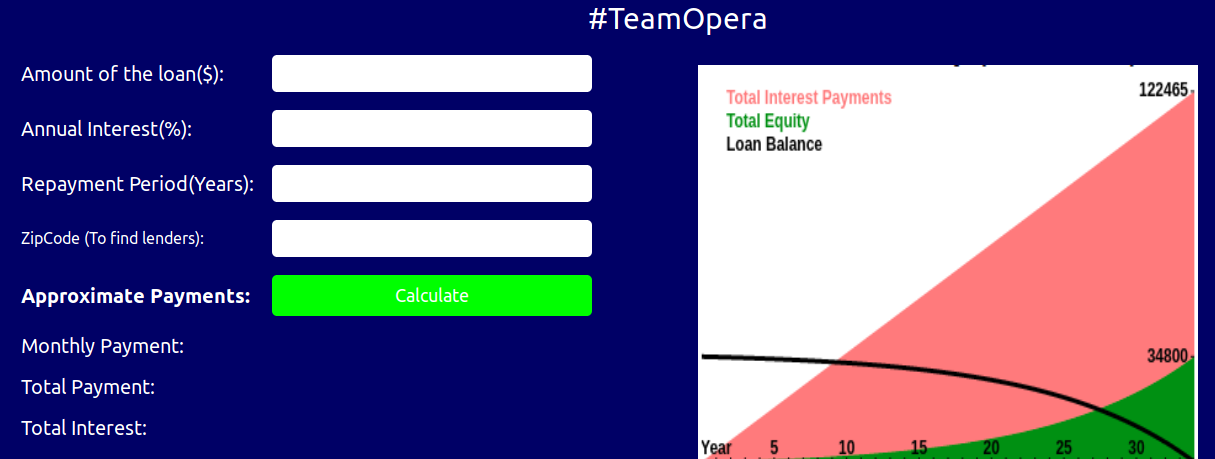 #TeamOpera
Amount of the loan($):
Annual Interest(%):
Repayment Period(Years):
ZipCode (To find lenders):
Approximate Payments:
Calculate
Monthly Payment:
Total Payment:
Total Interest:
Total Interest Payments
Total Equity
Loan Balance
122465
34800
Year 5 10 15 20 25 30